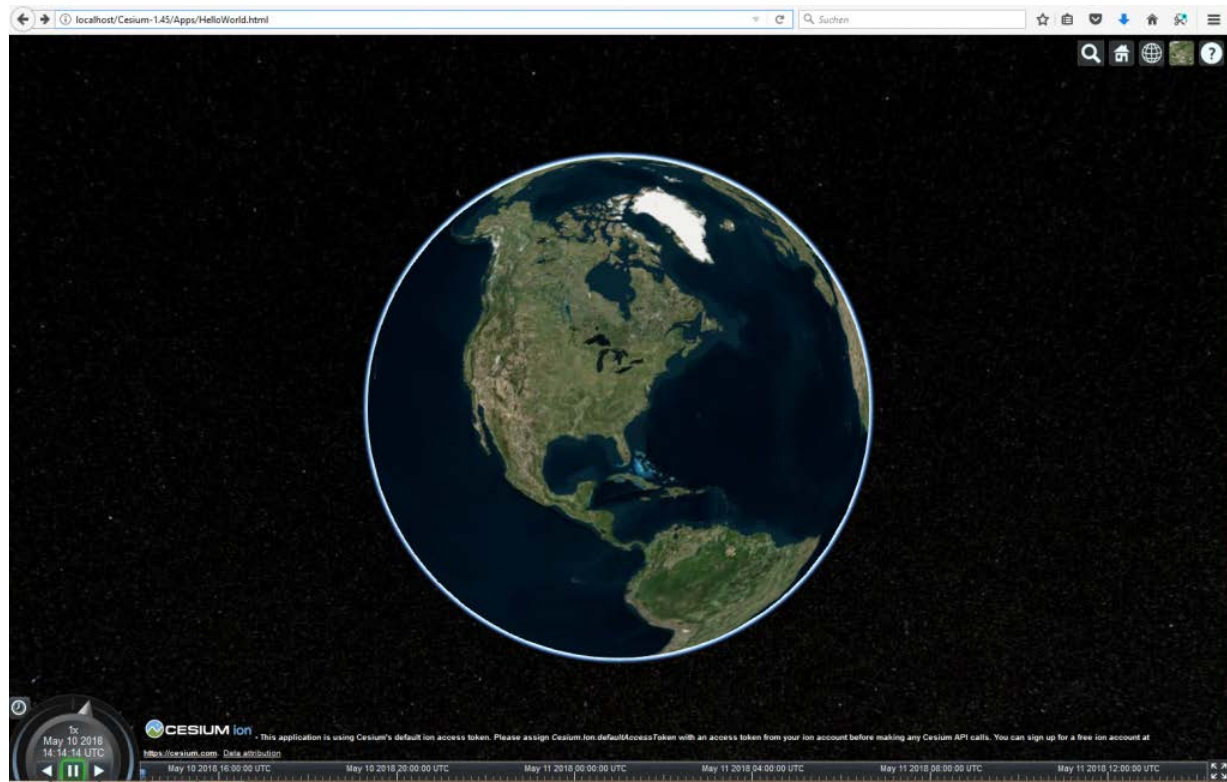 localhost/Cesium-1.45/Apps/HelloWorld.html
Suchen
?
1x
May 10 2018
14:14:14 UTC
CESIUM ion - This application is using Cesium's default ion access token. Please assign Cesium.Ion.defaultAccessToken with an access token from your ion account before making any Cesium API calls. You can sign up for a free ion account at
https://cesium.com. Data attribution
May 10 2018 16:00:00 UTC May 10 2018 20:00:00 UTC May 11 2018 00:00:00 UTC May 11 2018 04:00:00 UTC May 11 2018 08:00:00 UTC May 11 2018 12:00:00 UTC